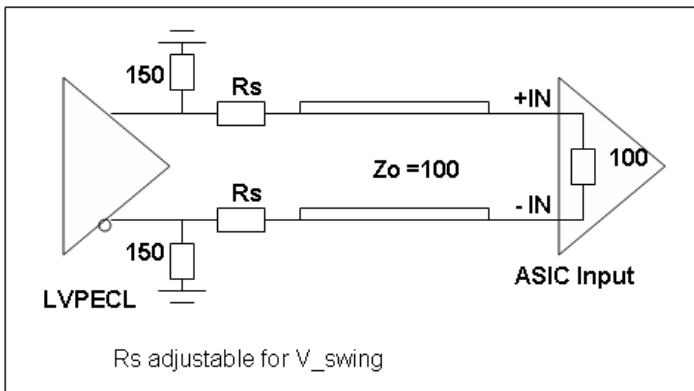 150
Rs
+IN
100
Zo =100
Rs
- IN
150
ASIC Input
LVPECL
Rs adjustable for V_swing